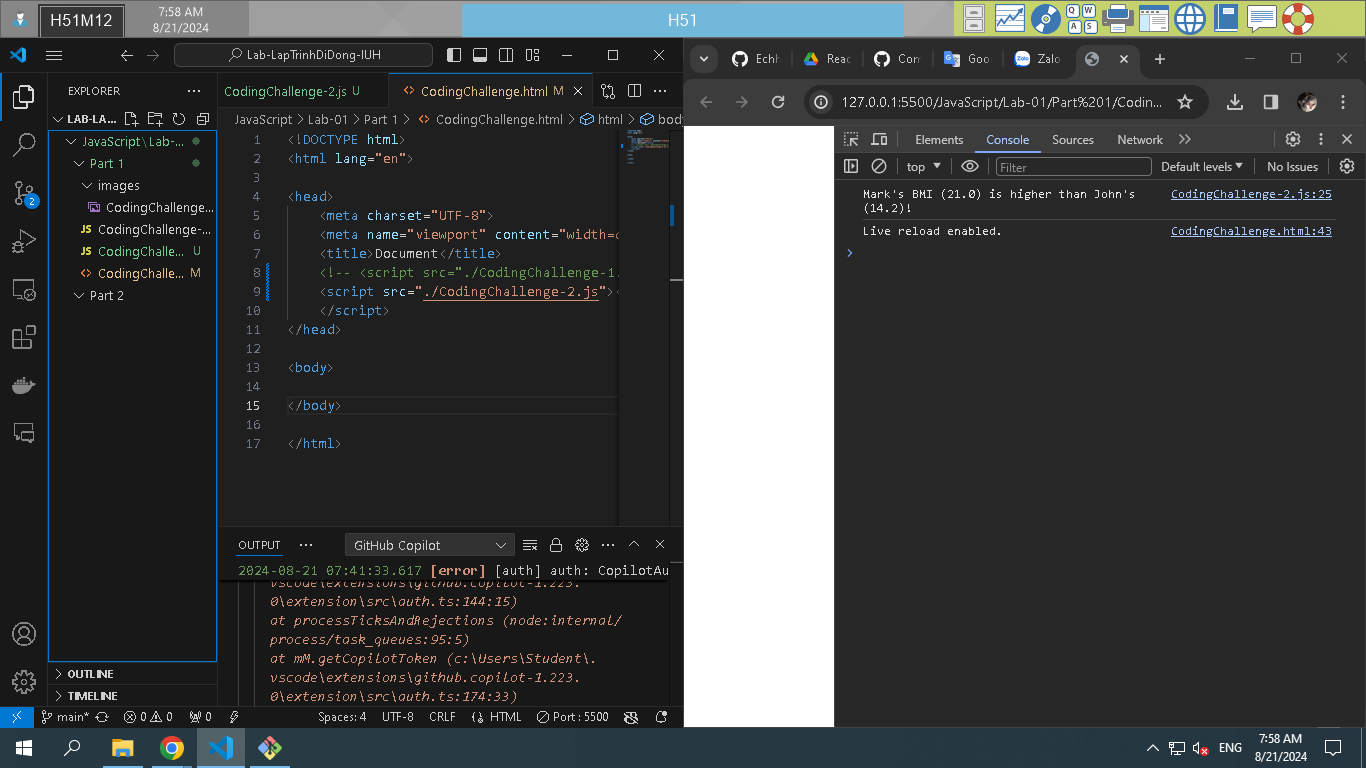 H51M12
7:58 AM
8/21/2024
H51
Lab-LapTrinhDiDong-IUH
EXPLORER
LAB-LA...
JavaScript\Lab-...
Part 1
images
CodingChallenge...
CodingChallenge-...
CodingChalle... U
CodingChalle... M
Part 2
OUTLINE
TIMELINE
CodingChallenge-2.js U
CodingChallenge.html M
JavaScript > Lab-01 > Part 1 > CodingChallenge.html > html > body
1 <!DOCTYPE html>
2 <html lang="en">
3
4 <head>
5 <meta charset="UTF-8">
6 <meta name="viewport" content="width=
7 <title>Document</title>
8 <!-- <script src="./CodingChallenge-1.
9 <script src="./CodingChallenge-2.js"><
10 </script>
11 </head>
12
13 <body>
14
15 </body>
16
17 </html>
OUTPUT
GitHub Copilot
2024-08-21 07:41:33.617 [error] [auth] auth: CopilotAu
vscode\extensions\github.copilot-1.223.
0\extension\src\auth.ts:144:15)
at processTicksAndRejections (node:internal/
process/task_queues:95:5)
at mM.getCopilotToken (c:\Users\Student\.
vscode\extensions\github.copilot-1.223.
0\extension\src\auth.ts:174:33)
2
main*
0 0
0
Spaces: 4
UTF-8
CRLF
HTML
Port : 5500
Echh
Reac
Con
Goo
Zalo
127.0.0.1:5500/JavaScript/Lab-01/Part%201/Coding...
Elements
Console
Sources
Network
top
Filter
Default levels
No Issues
Mark's BMI (21.0) is higher than John's CodingChallenge-2.js:25
(14.2)!
Live reload enabled. CodingChallenge.html:43
ENG
7:58 AM
8/21/2024